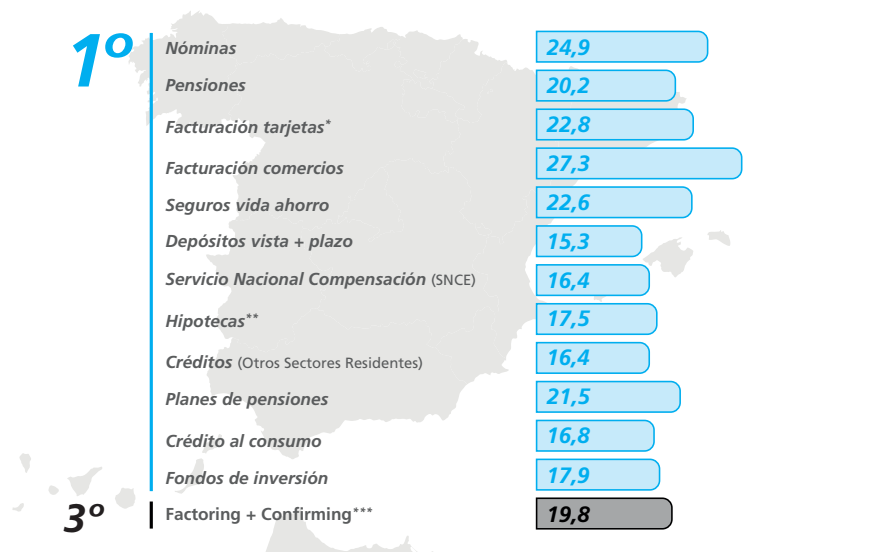 1º
Nóminas 24,9
Pensiones 20,2
Facturación tarjetas* 22,8
Facturación comercios 27,3
Seguros vida ahorro 22,6
Depósitos vista + plazo 15,3
Servicio Nacional Compensación (SNCE) 16,4
Hipotecas** 17,5
Créditos (Otros Sectores Residentes) 16,4
Planes de pensiones 21,5
Crédito al consumo 16,8
Fondos de inversión 17,9
3º Factoring + Confirming*** 19,8